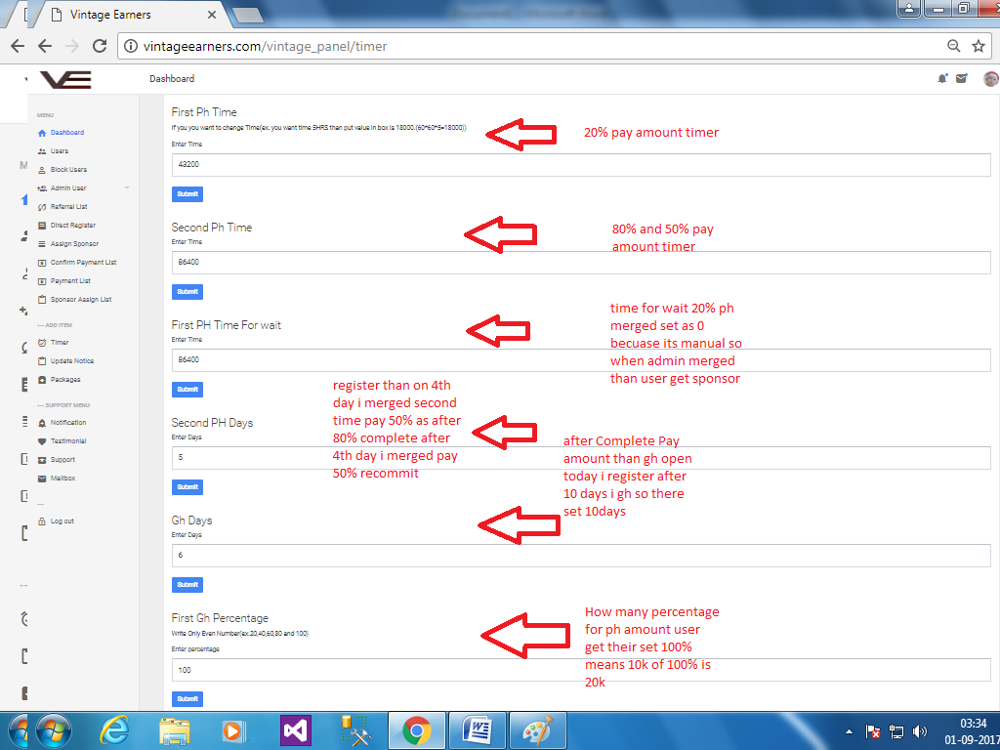 Document1 - Microsoft Word
Vintage Earners
vintageearners.com/vintage_panel/timer
VE
Dashboard
MENU
Dashboard
Users
Block Users
Admin User
Referral List
Direct Register
Assign Sponsor
Confirm Payment List
Payment List
Sponsor Assign List
--- ADD ITEM
Timer
Update Notice
Packages
--- SUPPORT MENU
Notification
Testimonial
Support
Mailbox
---
Log out
M
First Ph Time
If you you want to change Time(ex. you want time 5HRS than put value in box is 18000.(60*60*5=18000))
Enter Time
43200
Submit
20% pay amount timer
Second Ph Time
Enter Time
86400
Submit
80% and 50% pay
amount timer
First PH Time For wait
Enter Time
86400
Submit
time for wait 20% ph
merged set as 0
becuase its manual so
when admin merged
than user get sponsor
Second PH Days
Enter Days
5
Submit
register than on 4th
day i merged second
time pay 50% as after
80% complete after
4th day i merged pay
50% recommit
Gh Days
Enter Days
6
Submit
after Complete Pay
amount than gh open
today i register after
10 days i gh so there
set 10days
First Gh Percentage
Write Only Even Number(ex.20,40,60,80 and 100)
Enter percentage
100
Submit
How many percentage
for ph amount user
get their set 100%
means 10k of 100% is
20k
03:34
01-09-2017